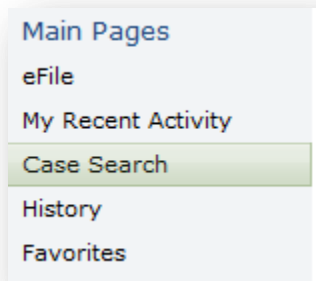 Main Pages
eFile
My Recent Activity
Case Search
History
Favorites